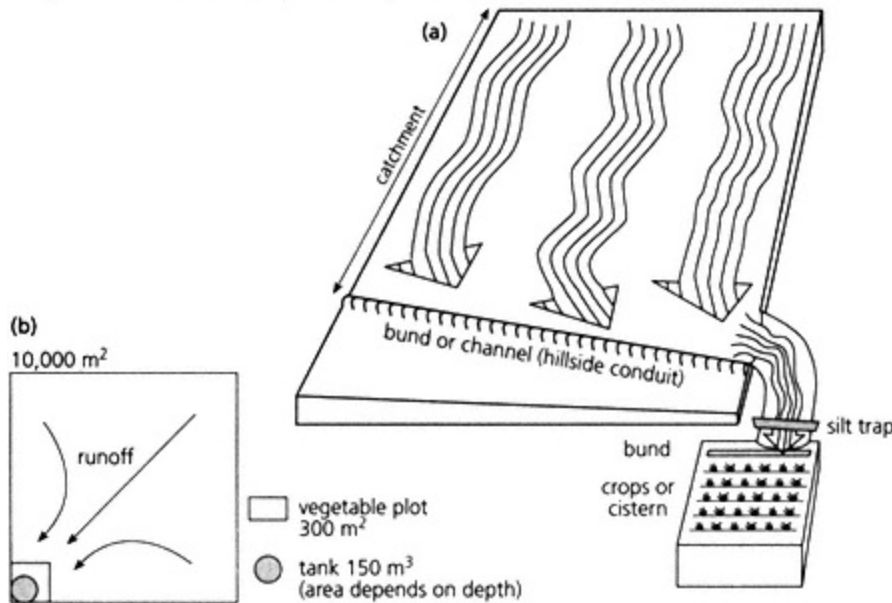 (a)
catchment
bund or channel (hillside conduit)
silt trap
bund
crops or
cistern
(b)
10,000 m²
runoff
vegetable plot
300 m²
tank 150 m³
(area depends on depth)